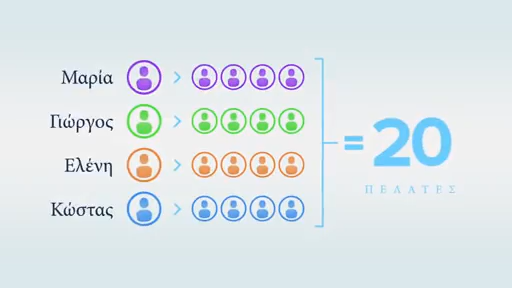 Μαρία
Γιώργος
Ελένη
Κώστας
= 20
ΠΕΛΑΤΕΣ